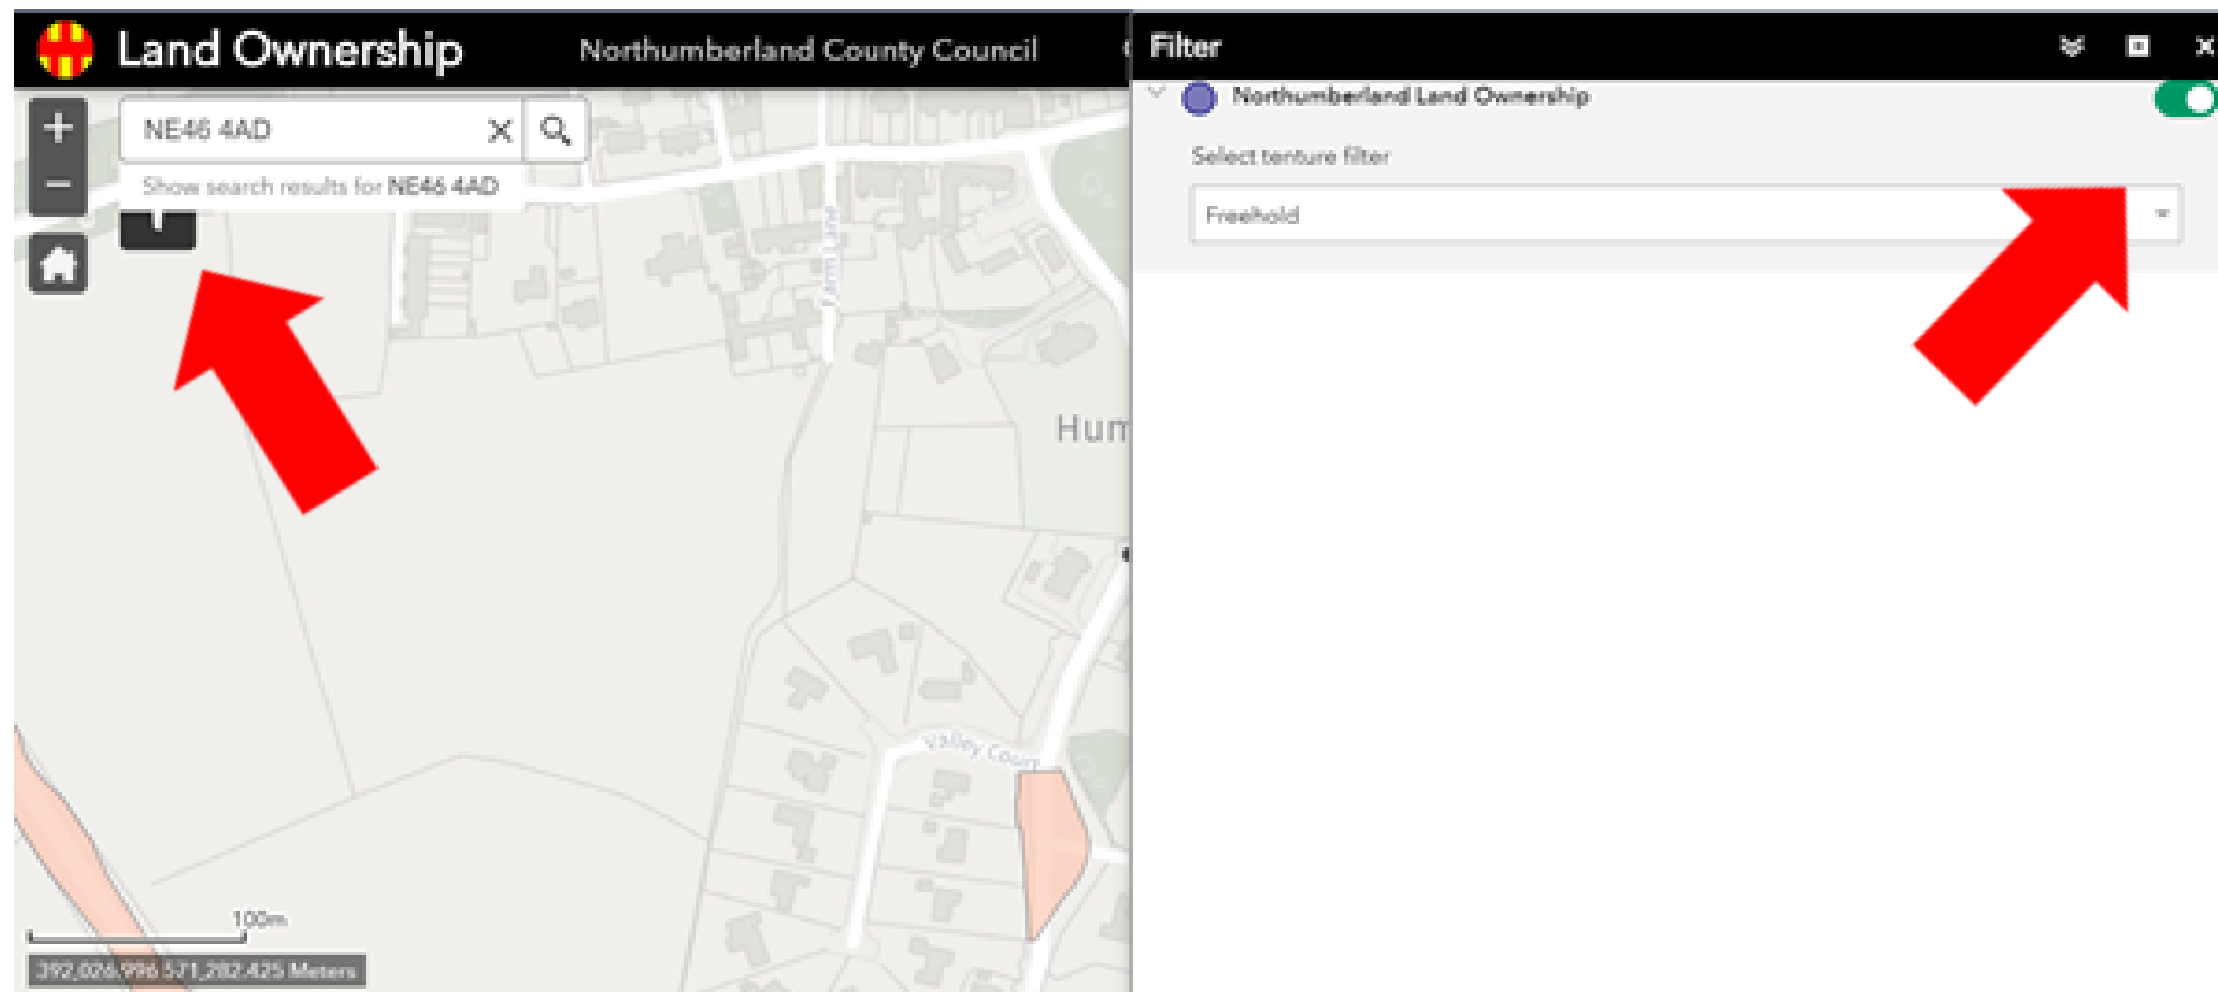 Land Ownership
Northumberland County Council
NE46 4AD
Show search results for NE46 4AD
Farm Lane
Hum
Valley Court
100m
392,026.996 571,282.425 Meters
Filter
Northumberland Land Ownership
Select tenture filter
Freehold